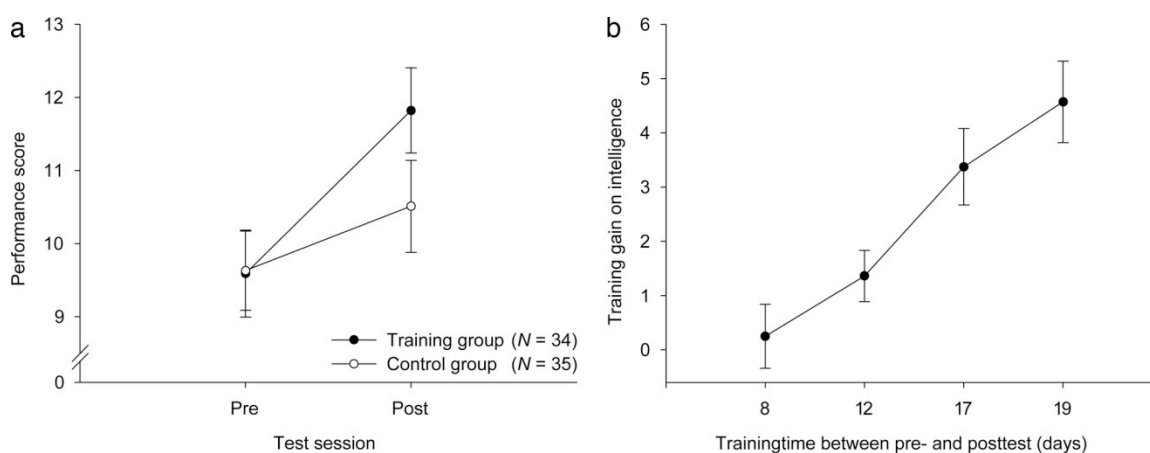 a
13
12
11
10
9
0
Performance score
Pre
Post
Test session
Training group (N = 34)
Control group (N = 35)
b
6
5
4
3
2
1
0
Training gain on intelligence
8
12
17
19
Trainingtime between pre- and posttest (days)